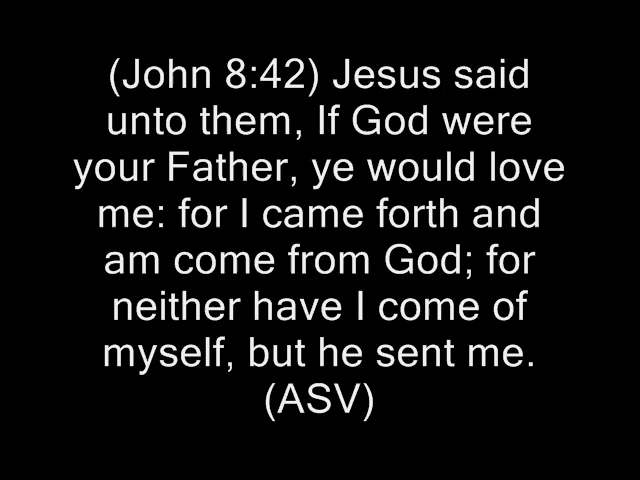 (John 8:42) Jesus said
unto them, If God were
your Father, ye would love
me: for I came forth and
am come from God; for
neither have I come of
myself, but he sent me.
(ASV)